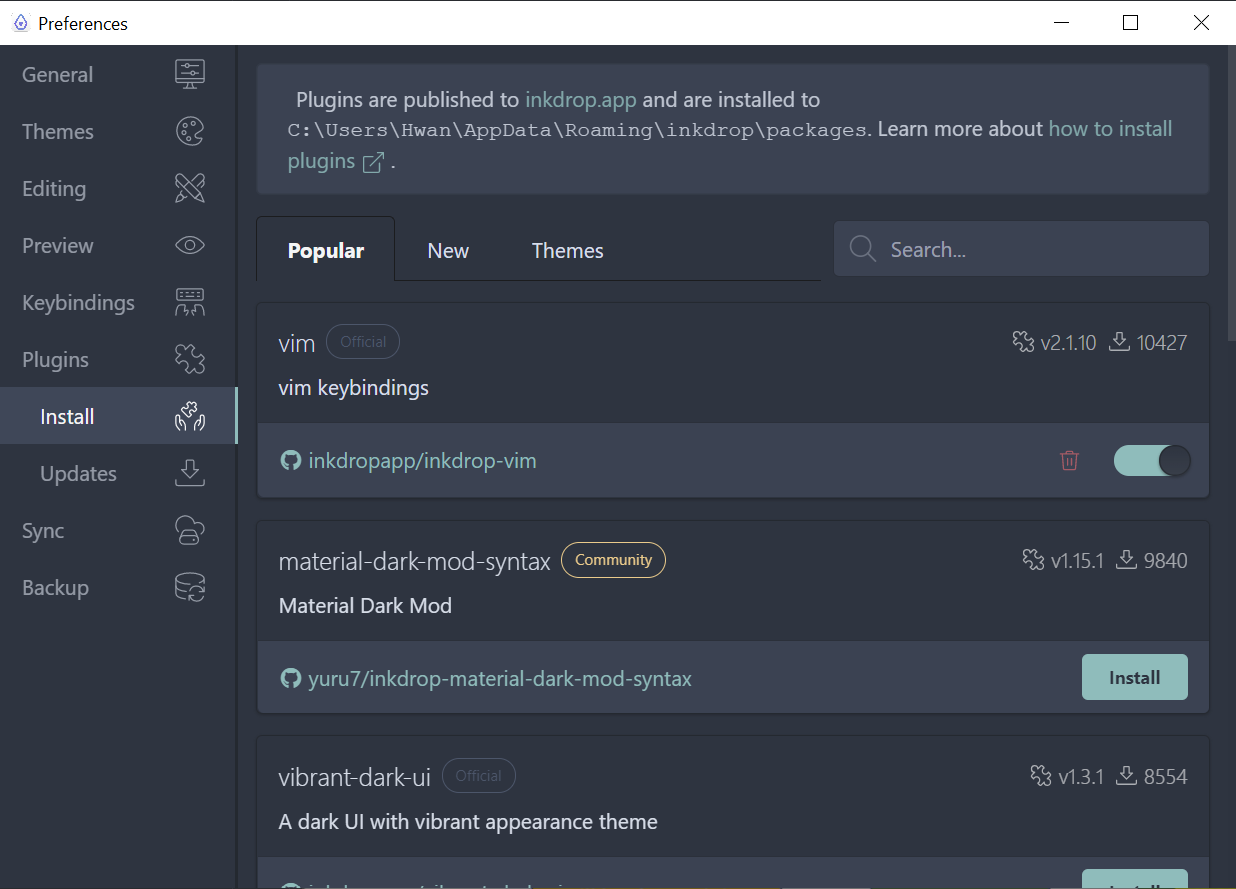 Preferences
General
Themes
Editing
Preview
Keybindings
Plugins
Install
Updates
Sync
Backup
Plugins are published to inkdrop.app and are installed to
C:\Users\Hwan\AppData\Roaming\inkdrop\packages. Learn more about how to install
plugins .
Popular New Themes Search...
vim Official v2.1.10 10427
vim keybindings
inkdropapp/inkdrop-vim
material-dark-mod-syntax Community v1.15.1 9840
Material Dark Mod
yuru7/inkdrop-material-dark-mod-syntax Install
vibrant-dark-ui Official v1.3.1 8554
A dark UI with vibrant appearance theme